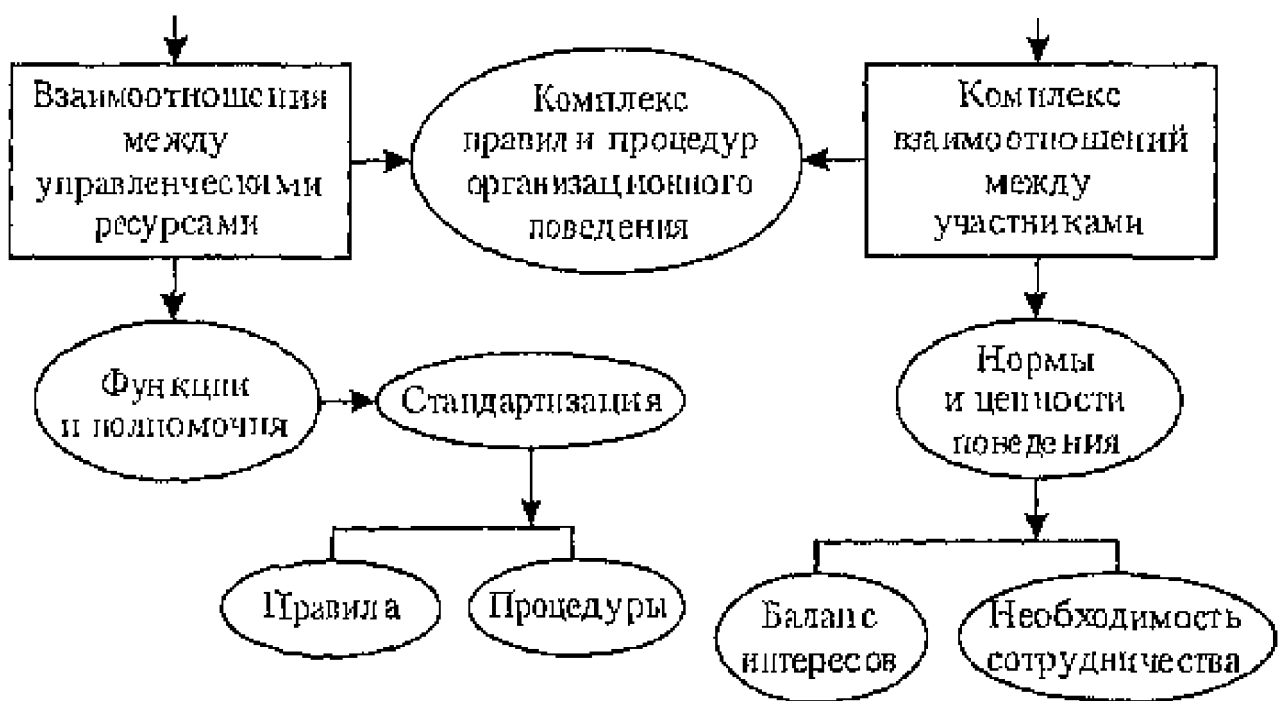 Взаимоотношения
между
управленческими
ресурсами
Комплекс
правил и процедур
организационного
поведения
Комплекс
взаимоотношений
между
участниками
Функции
и полномочия
Стандартизация
Нормы
и ценности
поведения
Правила
Процедуры
Баланс
интересов
Необходимость
сотрудничества